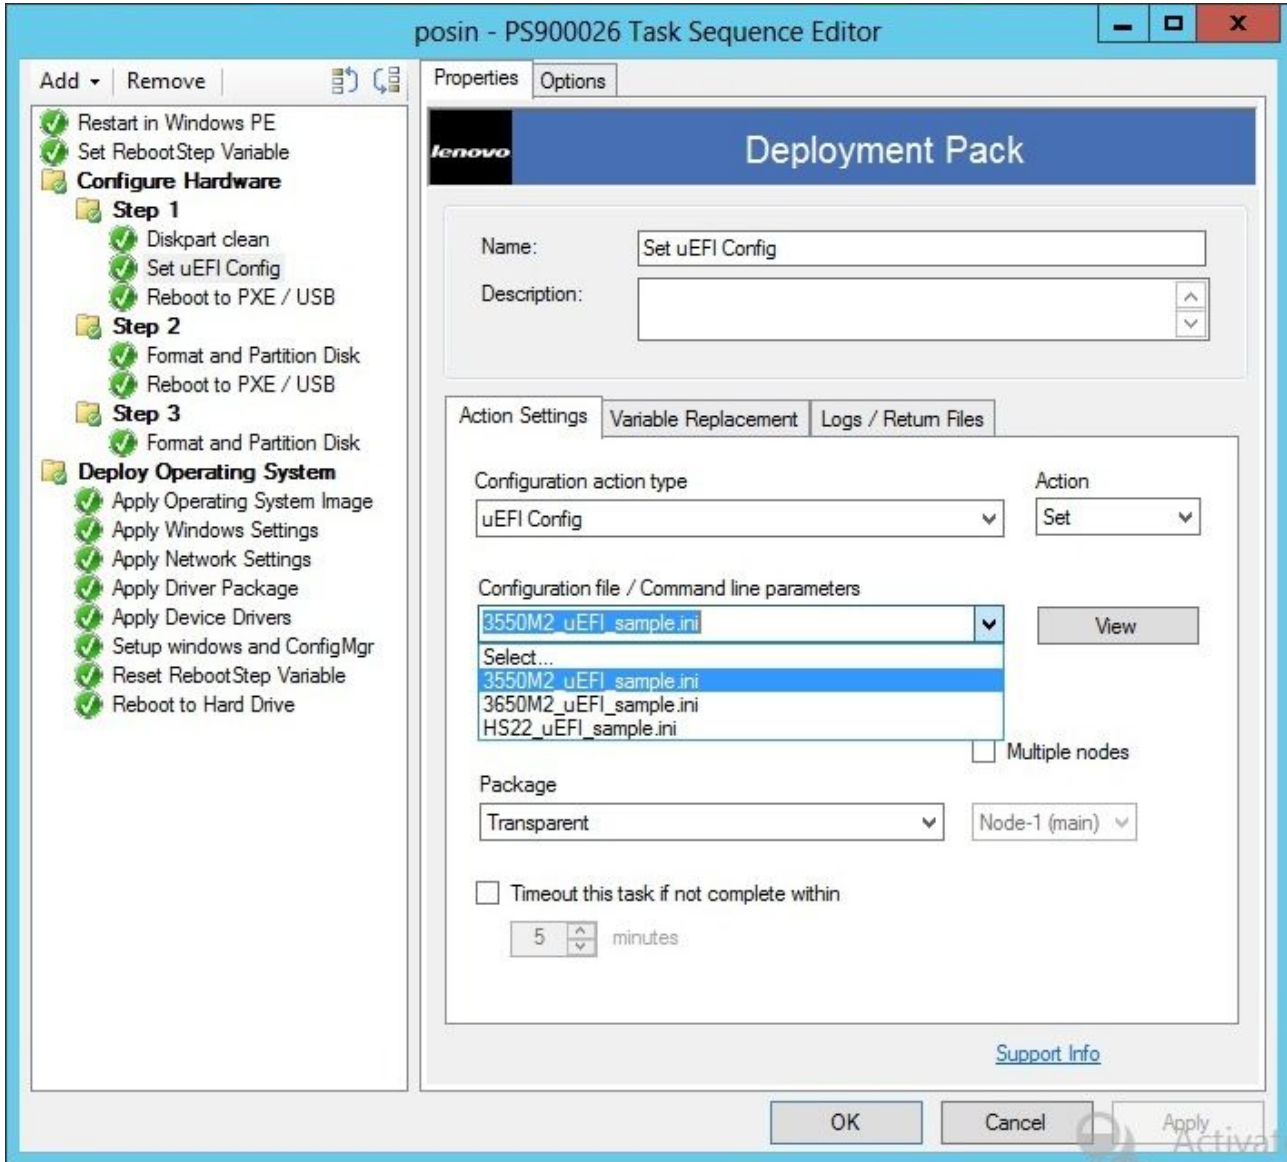 posin - PS900026 Task Sequence Editor
Add Remove
Restart in Windows PE
Set RebootStep Variable
Configure Hardware
Step 1
Diskpart clean
Set uEFI Config
Reboot to PXE / USB
Step 2
Format and Partition Disk
Reboot to PXE / USB
Step 3
Format and Partition Disk
Deploy Operating System
Apply Operating System Image
Apply Windows Settings
Apply Network Settings
Apply Driver Package
Apply Device Drivers
Setup windows and ConfigMgr
Reset RebootStep Variable
Reboot to Hard Drive
Properties Options
lenovo Deployment Pack
Name: Set uEFI Config
Description:
Action Settings Variable Replacement Logs / Return Files
Configuration action type Action
uEFI Config Set
Configuration file / Command line parameters
3550M2_uEFI_sample.ini View
Select...
3550M2_uEFI_sample.ini
3650M2_uEFI_sample.ini
HS22_uEFI_sample.ini
Multiple nodes
Package
Transparent Node-1 (main)
Timeout this task if not complete within
5 minutes
Support Info
OK Cancel Apply
Activat